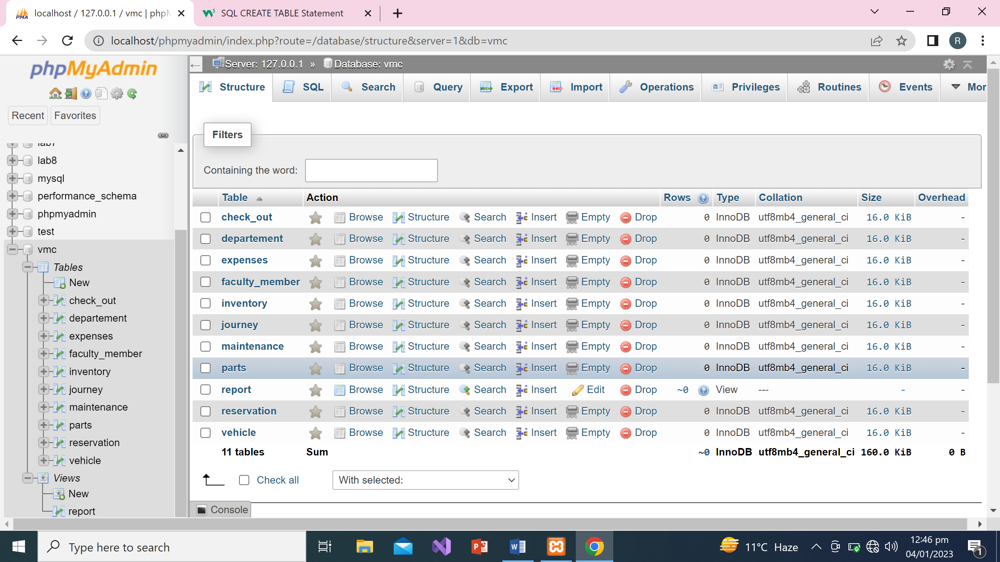 localhost / 127.0.0.1 / vmc | phpM
SQL CREATE TABLE Statement
localhost/phpmyadmin/index.php?route=/database/structure&server=1&db=vmc
R
phpMyAdmin
Recent
Favorites
lab7
lab8
mysql
performance_schema
phpmyadmin
test
vmc
Tables
New
check_out
departement
expenses
faculty_member
inventory
journey
maintenance
parts
reservation
vehicle
Views
New
report
Server: 127.0.0.1 » Database: vmc
Structure SQL Search Query Export Import Operations Privileges Routines Events Mor
Filters
Containing the word:
Table Action Rows Type Collation Size Overhead
check_out Browse Structure Search Insert Empty Drop 0 InnoDB utf8mb4_general_ci 16.0 KiB -
departement Browse Structure Search Insert Empty Drop 0 InnoDB utf8mb4_general_ci 16.0 KiB -
expenses Browse Structure Search Insert Empty Drop 0 InnoDB utf8mb4_general_ci 16.0 KiB -
faculty_member Browse Structure Search Insert Empty Drop 0 InnoDB utf8mb4_general_ci 16.0 KiB -
inventory Browse Structure Search Insert Empty Drop 0 InnoDB utf8mb4_general_ci 16.0 KiB -
journey Browse Structure Search Insert Empty Drop 0 InnoDB utf8mb4_general_ci 16.0 KiB -
maintenance Browse Structure Search Insert Empty Drop 0 InnoDB utf8mb4_general_ci 16.0 KiB -
parts Browse Structure Search Insert Empty Drop 0 InnoDB utf8mb4_general_ci 16.0 KiB -
report Browse Structure Search Insert Edit Drop ~0 View --- - -
reservation Browse Structure Search Insert Empty Drop 0 InnoDB utf8mb4_general_ci 16.0 KiB -
vehicle Browse Structure Search Insert Empty Drop 0 InnoDB utf8mb4_general_ci 16.0 KiB -
11 tables Sum ~0 InnoDB utf8mb4_general_ci 160.0 KiB 0 B
Check all With selected:
Console
Type here to search
11°C Haze
12:46 pm
04/01/2023
1